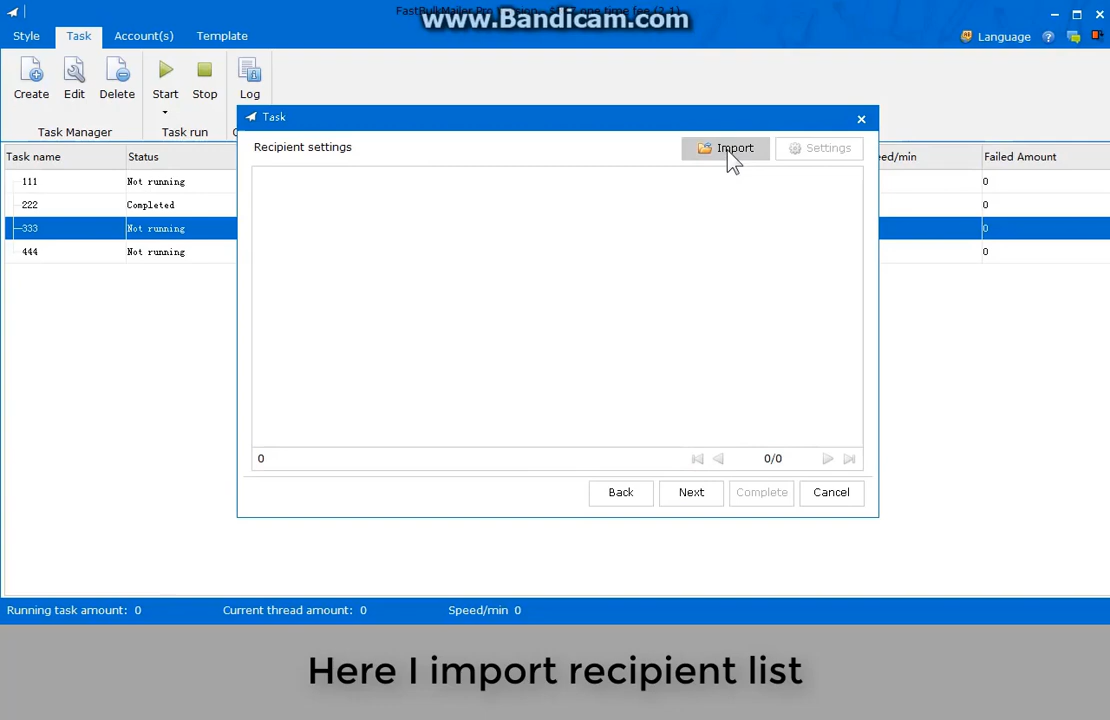 www.Bandicam.com
Style Task Account(s) Template Language
Create Edit Delete Start Stop Log
Task Manager Task run
Task
Recipient settings Import Settings
Task name Status eed/min Failed Amount
111 Not running 0
222 Completed 0
333 Not running 0
444 Not running 0
0 0/0
Back Next Complete Cancel
Running task amount: 0 Current thread amount: 0 Speed/min 0
Here I import recipient list